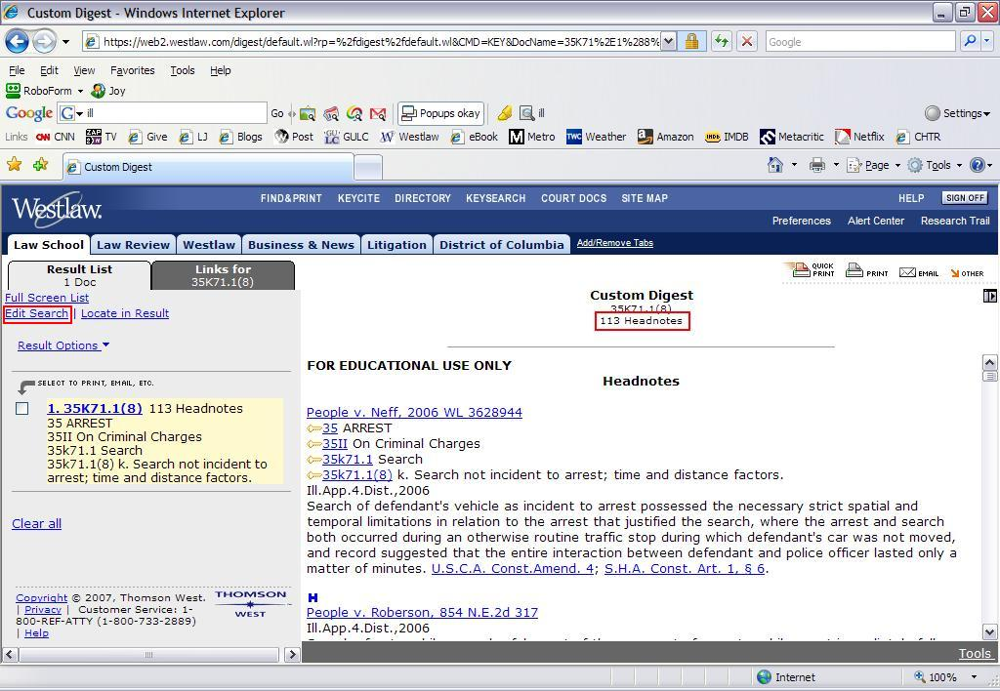 Custom Digest - Windows Internet Explorer
https://web2.westlaw.com/digest/default.wl?rp=%2fdigest%2fdefault.wl&CMD=KEY&DocName=35K71%2E1%288%
Google
File Edit View Favorites Tools Help
RoboForm Joy
Google G ill Go Popups okay ill Settings
Links CNN TV Give LJ Blogs Post GULC Westlaw eBook Metro Weather Amazon IMDB Metacritic Netflix CHTR
Custom Digest Page Tools
Westlaw. FIND&PRINT KEYCITE DIRECTORY KEYSEARCH COURT DOCS SITE MAP HELP SIGN OFF
Preferences Alert Center Research Trail
Law School Law Review Westlaw Business & News Litigation District of Columbia Add/Remove Tabs
Result List
1 Doc
Links for
35K71.1(8)
QUICK PRINT PRINT EMAIL OTHER
Full Screen List
Edit Search | Locate in Result
Result Options
SELECT TO PRINT, EMAIL, ETC.
1. 35K71.1(8) 113 Headnotes
35 ARREST
35II On Criminal Charges
35k71.1 Search
35k71.1(8) k. Search not incident to
arrest; time and distance factors.
Clear all
Copyright © 2007, Thomson West.
| Privacy | Customer Service: 1-
800-REF-ATTY (1-800-733-2889)
| Help
THOMSON
WEST
Custom Digest
35K71.1(8)
113 Headnotes
FOR EDUCATIONAL USE ONLY
Headnotes
People v. Neff, 2006 WL 3628944
35 ARREST
35II On Criminal Charges
35k71.1 Search
35k71.1(8) k. Search not incident to arrest; time and distance factors.
Ill.App.4.Dist.,2006
Search of defendant's vehicle as incident to arrest possessed the necessary strict spatial and
temporal limitations in relation to the arrest that justified the search, where the arrest and search
both occurred during an otherwise routine traffic stop during which defendant's car was not moved,
and record suggested that the entire interaction between defendant and police officer lasted only a
matter of minutes. U.S.C.A. Const.Amend. 4; S.H.A. Const. Art. 1, § 6.
H
People v. Roberson, 854 N.E.2d 317
Ill.App.4.Dist.,2006
Tools
Internet 100%